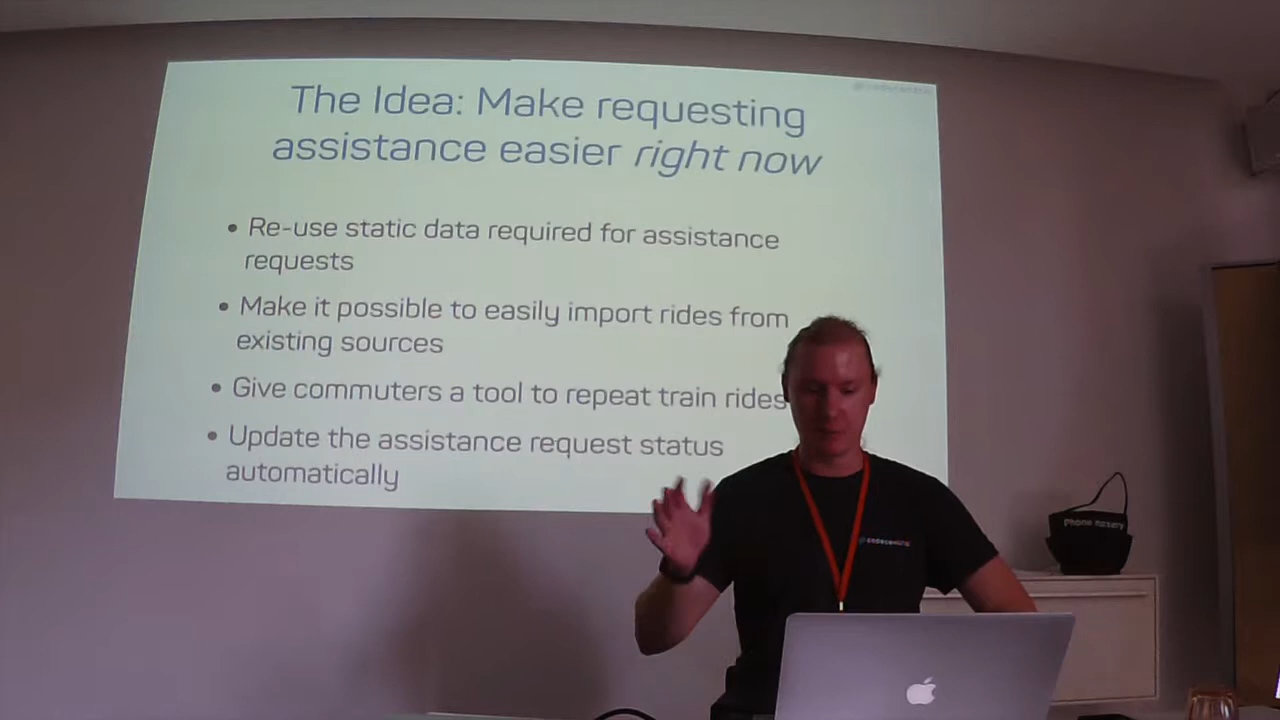 The Idea: Make requesting
assistance easier right now
• Re-use static data required for assistance
requests
• Make it possible to easily import rides from
existing sources
• Give commuters a tool to repeat train rides
• Update the assistance request status
automatically